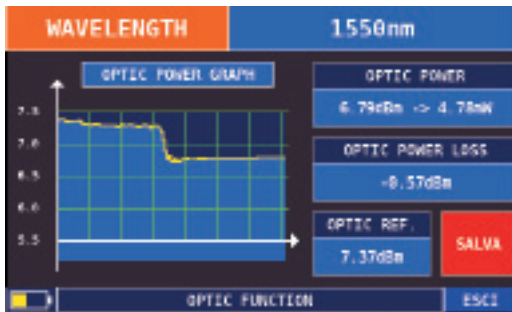 WAVELENGTH
1550nm
OPTIC POWER GRAPH
OPTIC POWER
6.79dBm -> 4.78mW
7.5
7.0
6.5
6.0
5.5
OPTIC POWER LOSS
-0.57dBm
OPTIC REF.
7.37dBm
SALVA
OPTIC FUNCTION
ESCI